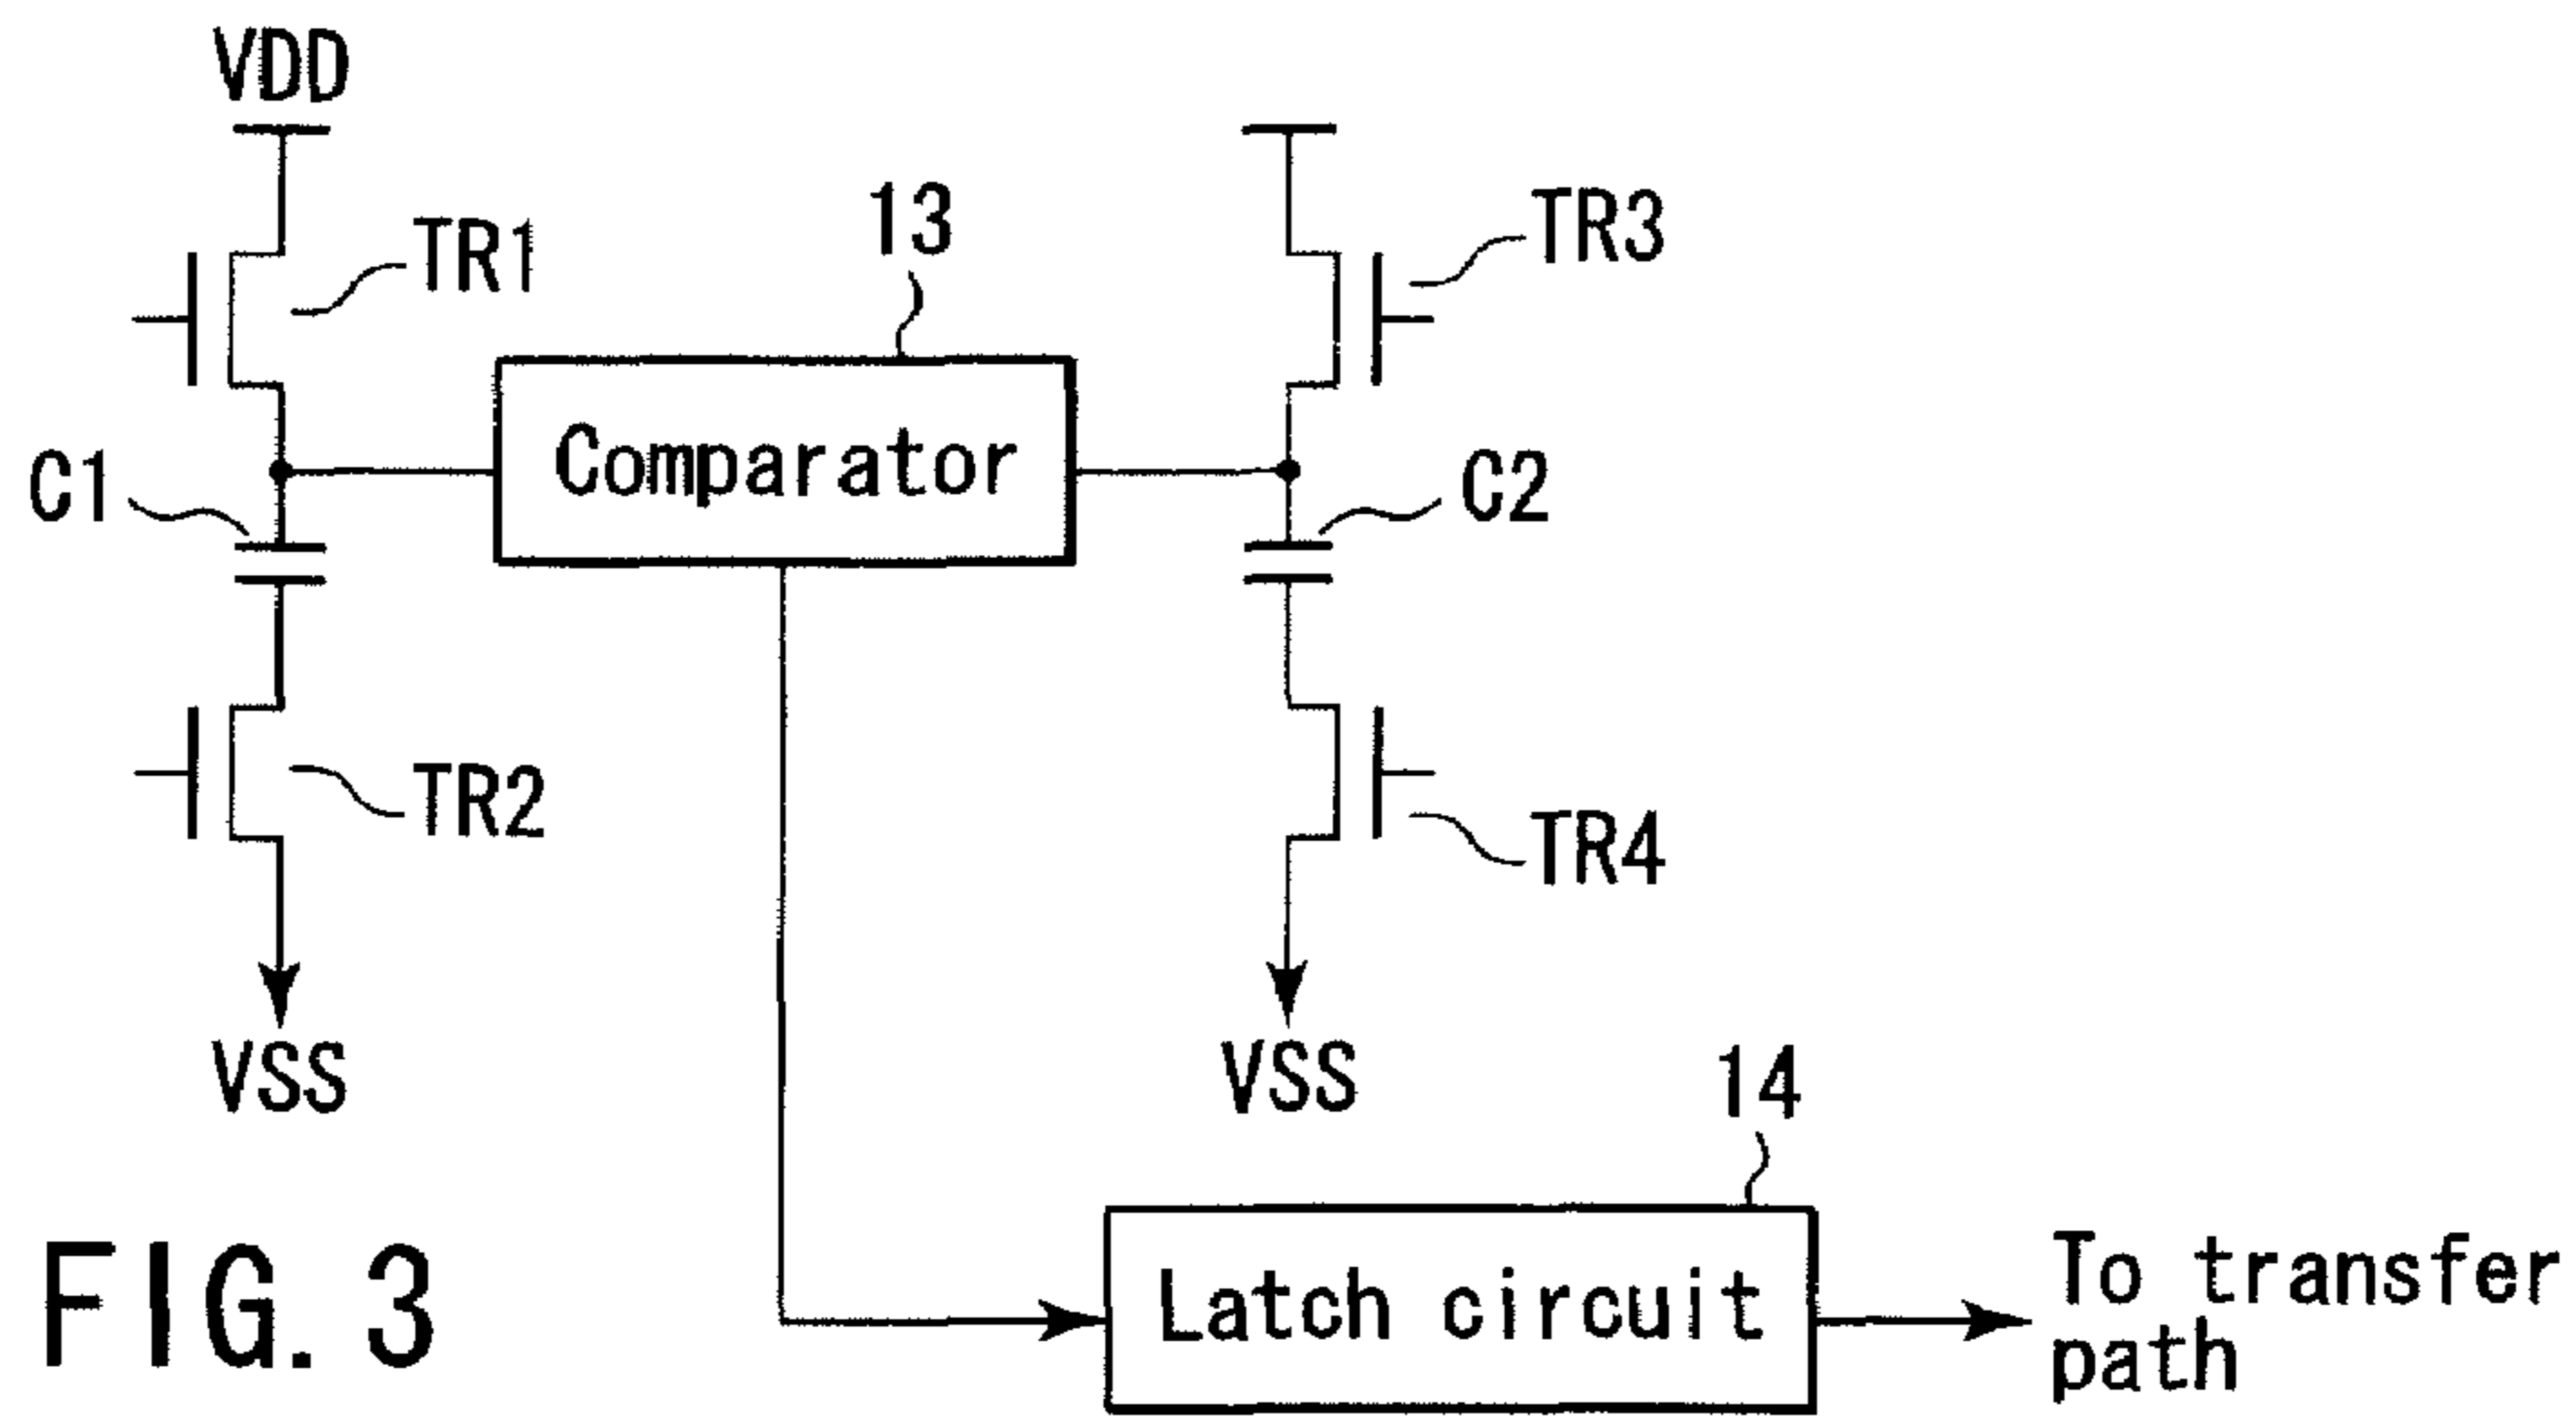 VDD
TR1
13
TR3
Comparator
C1
C2
TR2
TR4
VSS
VSS
14
Latch circuit
To transfer
path
FIG. 3